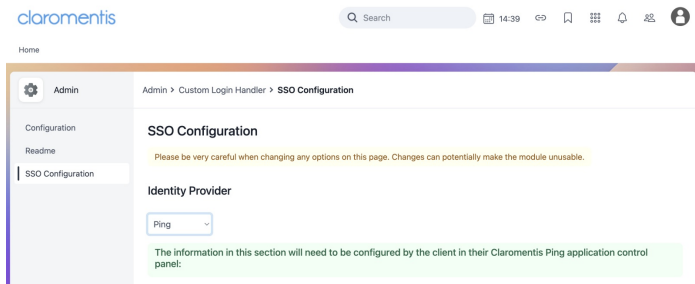 claromentis
Search
14:39
Home
Admin
Admin > Custom Login Handler > SSO Configuration
Configuration
Readme
SSO Configuration
SSO Configuration
Please be very careful when changing any options on this page. Changes can potentially make the module unusable.
Identity Provider
Ping
The information in this section will need to be configured by the client in their Claromentis Ping application control
panel: